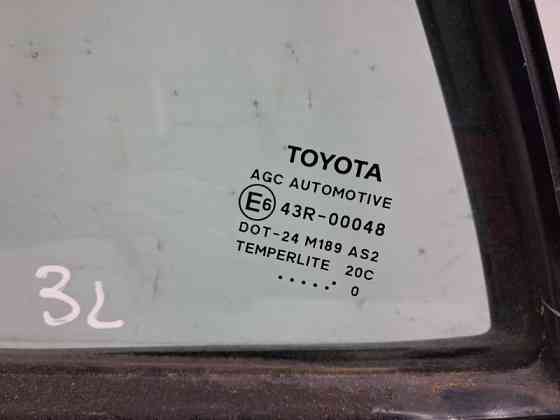 TOYOTA
AGC AUTOMOTIVE
E6 43R-00048
DOT-24 M189 AS2
TEMPERLITE 20C
. . . . . . 0
3L